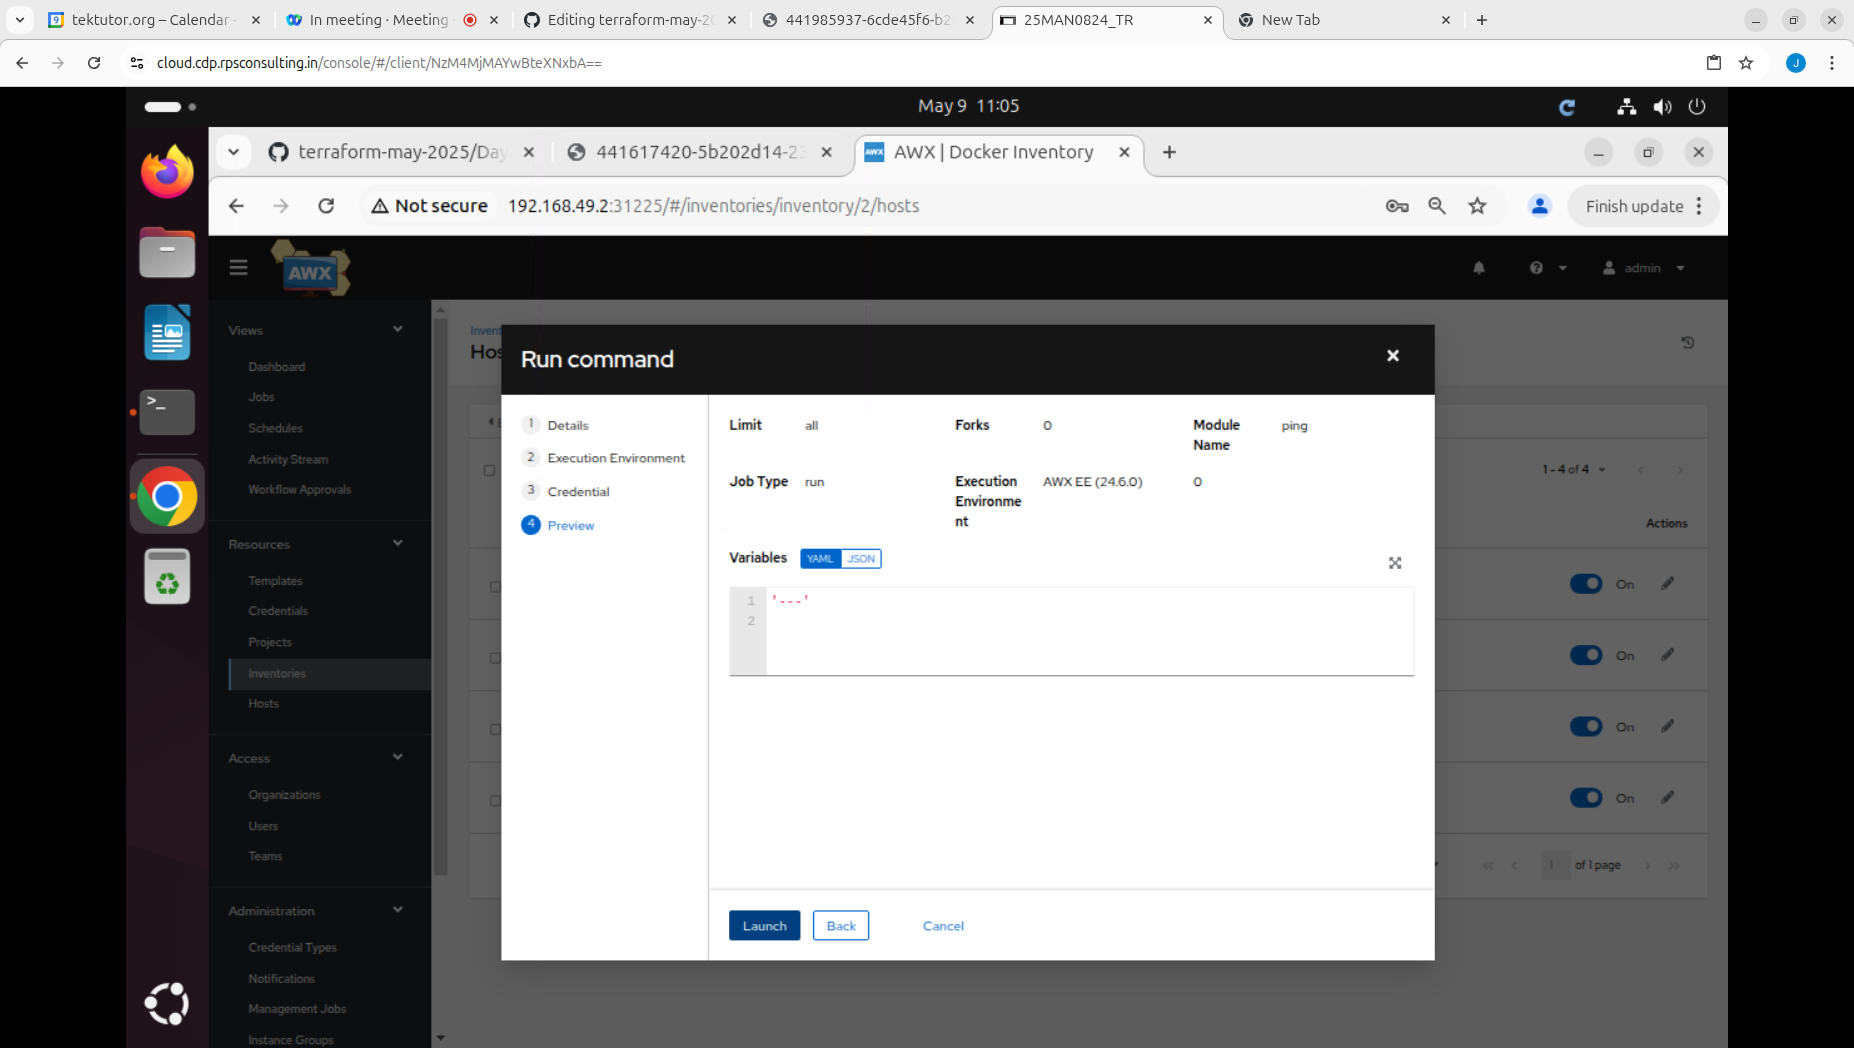 tektutor.org – Calendar
In meeting · Meeting
Editing terraform-may-20
441985937-6cde45f6-b2
25MAN0824_TR
New Tab
cloud.cdp.rpsconsulting.in/console/#/client/NzM4MjMAYwBteXNxbA==
J
May 9 11:05
terraform-may-2025/Day
441617420-5b202d14-23
AWX | Docker Inventory
Not secure
192.168.49.2:31225/#/inventories/inventory/2/hosts
Finish update
AWX
admin
Views
Dashboard
Jobs
Schedules
Activity Stream
Workflow Approvals
Resources
Templates
Credentials
Projects
Inventories
Hosts
Access
Organizations
Users
Teams
Administration
Credential Types
Notifications
Management Jobs
Instance Groups
Invent
Hos
Run command
1 Details
2 Execution Environment
3 Credential
4 Preview
Limit all
Forks 0
Module Name ping
Job Type run
Execution Environme
nt
AWX EE (24.6.0)
0
Variables YAML JSON
1 '---'
2
Launch Back Cancel
1 - 4 of 4
Actions
On
On
On
On
1 of 1 page